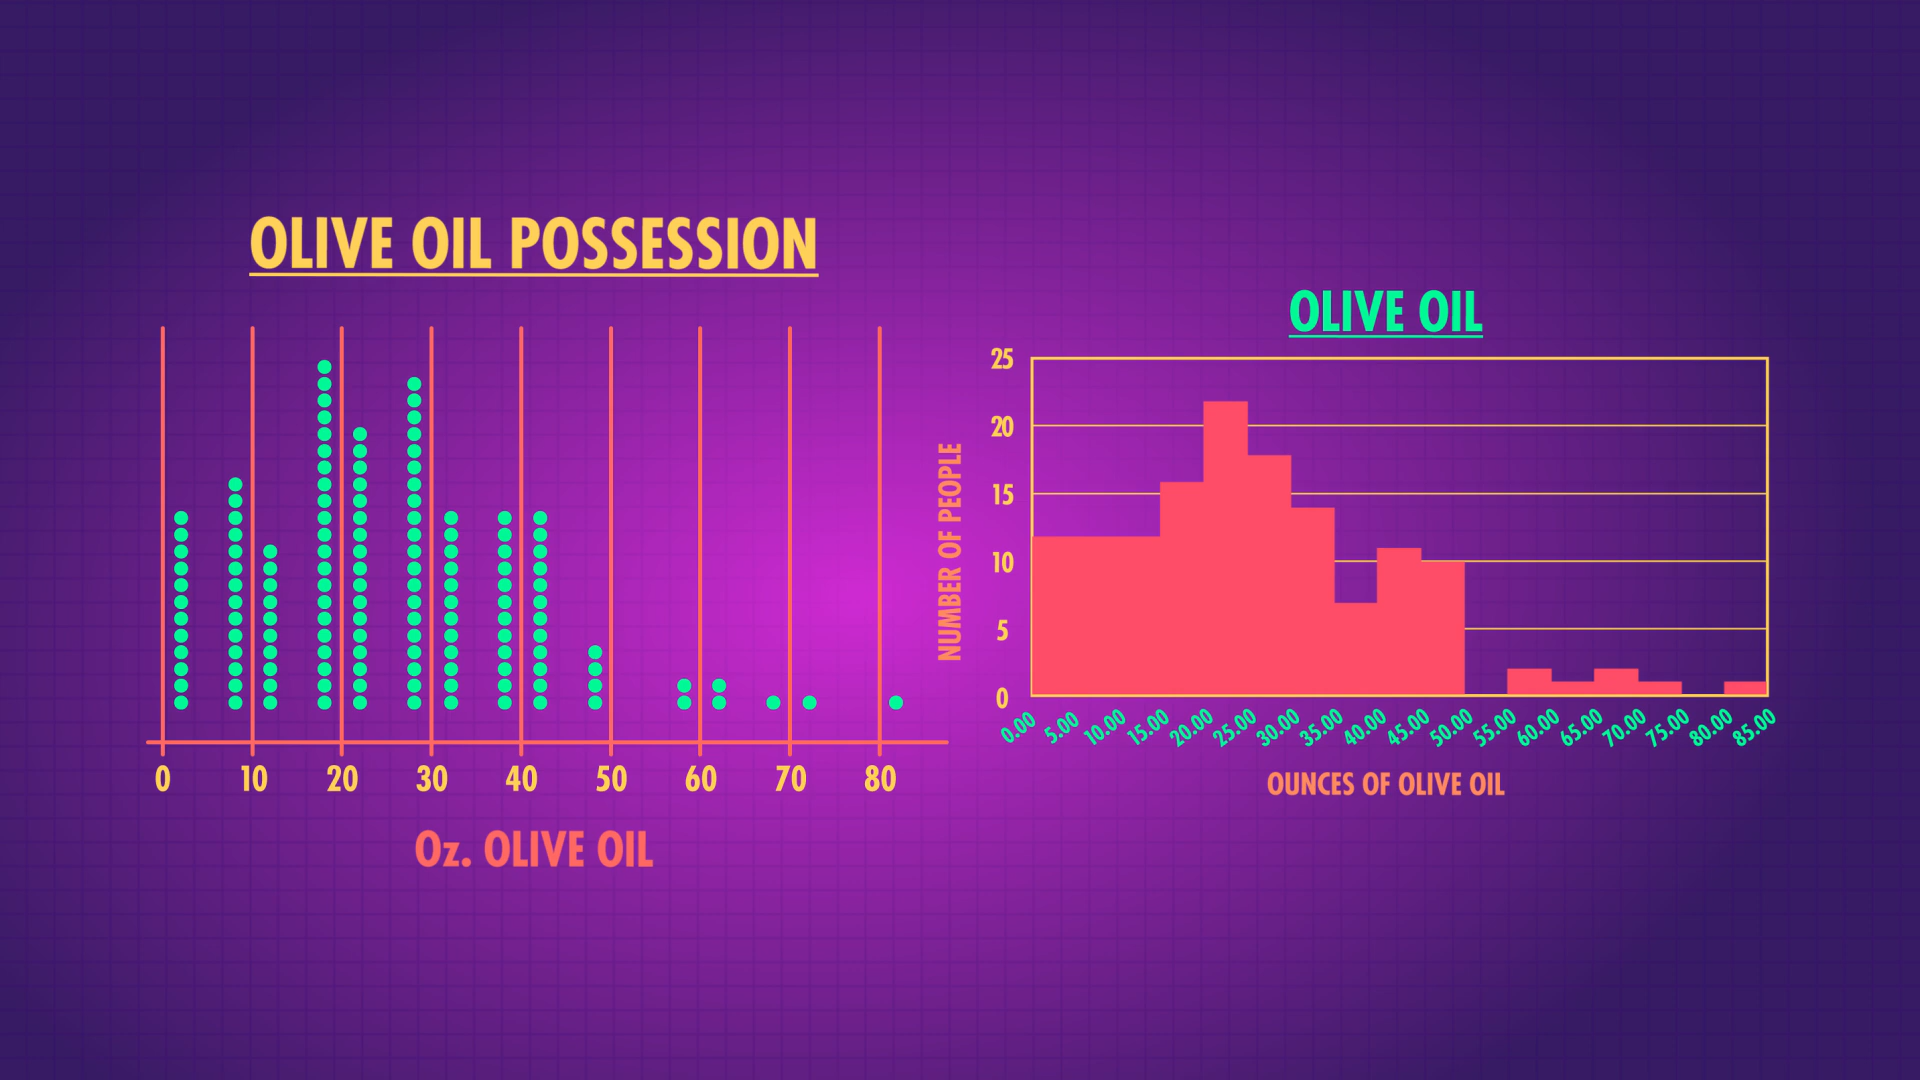 OLIVE OIL POSSESSION
0 10 20 30 40 50 60 70 80
Oz. OLIVE OIL
OLIVE OIL
NUMBER OF PEOPLE
25
20
15
10
5
0
0.00 5.00 10.00 15.00 20.00 25.00 30.00 35.00 40.00 45.00 50.00 55.00 60.00 65.00 70.00 75.00 80.00 85.00
OUNCES OF OLIVE OIL